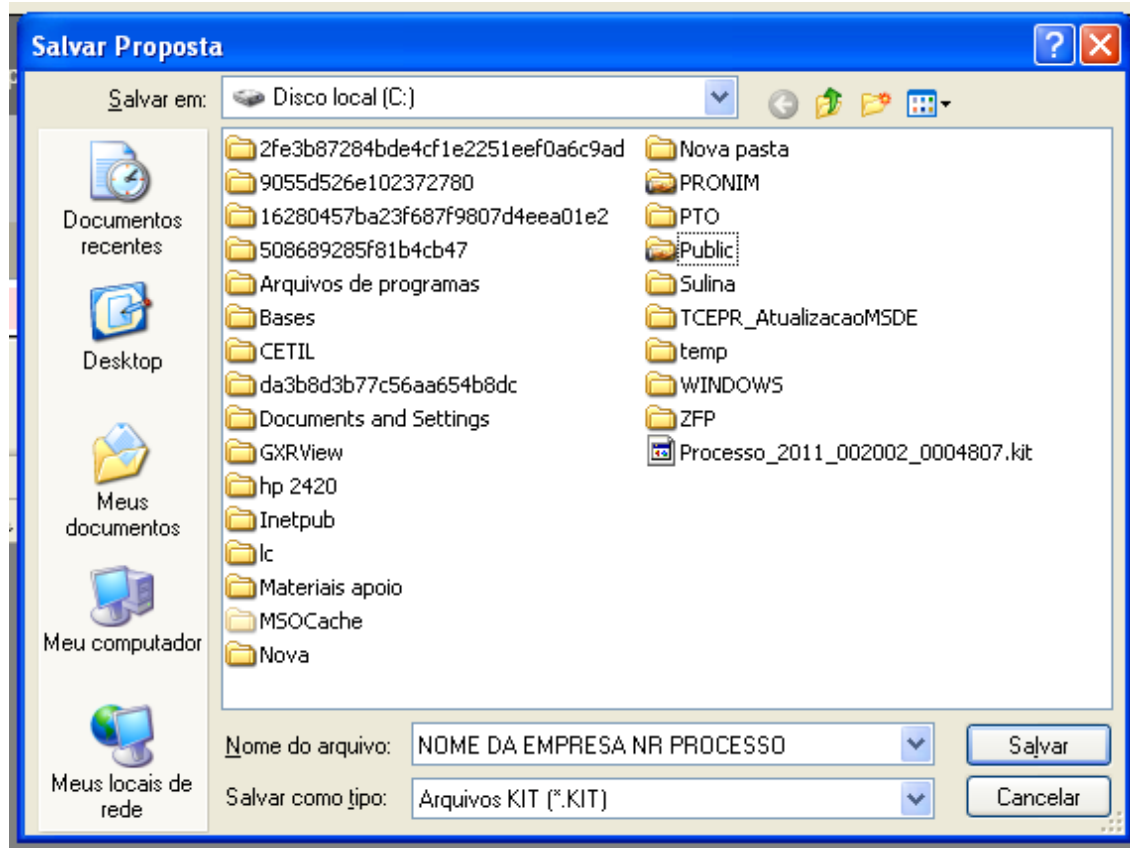 Salvar Proposta
Salvar em:
Disco local (C:)
Documentos
recentes
Desktop
Meus
documentos
Meu computador
Meus locais de
rede
2fe3b87284bde4cf1e2251eef0a6c9ad
9055d526e102372780
16280457ba23f687f9807d4eea01e2
508689285f81b4cb47
Arquivos de programas
Bases
CETIL
da3b8d3b77c56aa654b8dc
Documents and Settings
GXRView
hp 2420
Inetpub
lc
Materiais apoio
MSOCache
Nova
Nova pasta
PRONIM
PTO
Public
Sulina
TCEPR_AtualizacaoMSDE
temp
WINDOWS
ZFP
Processo_2011_002002_0004807.kit
Nome do arquivo:
NOME DA EMPRESA NR PROCESSO
Salvar
Salvar como tipo:
Arquivos KIT (*.KIT)
Cancelar